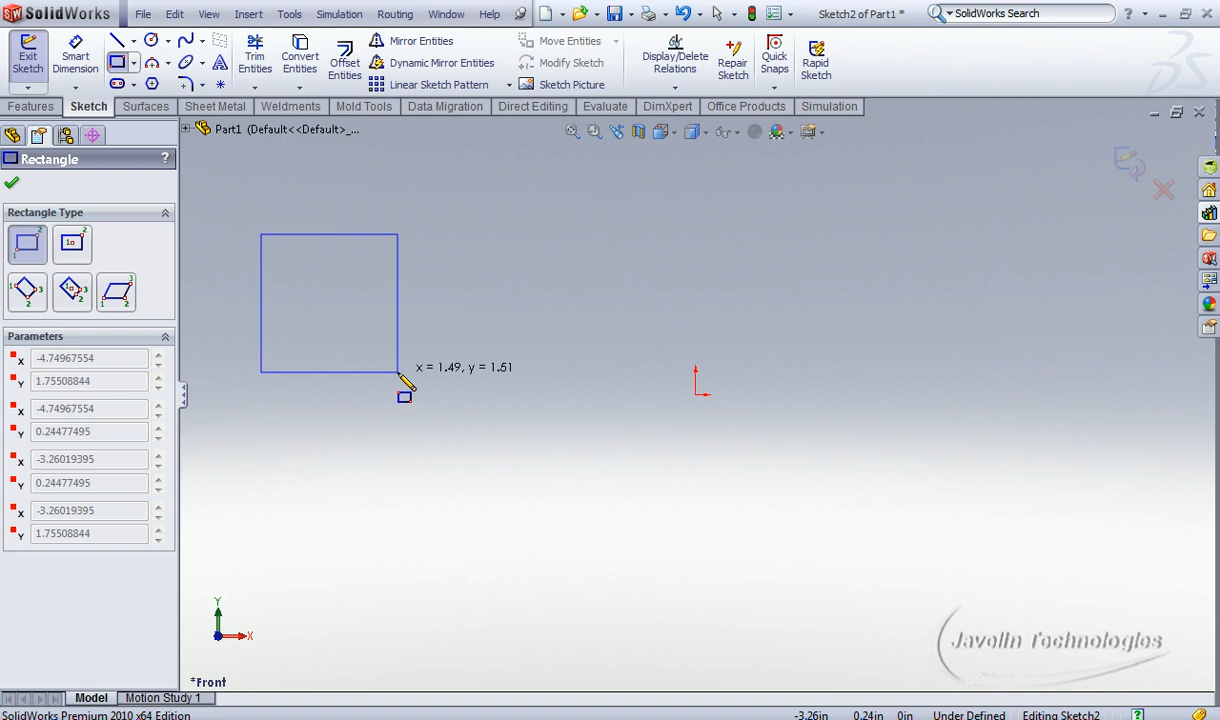 SolidWorks File Edit View Insert Tools Simulation Routing Window Help Sketch2 of Part1 * SolidWorks Search ?
Exit Sketch
Smart Dimension
Trim Entities
Convert Entities
Offset Entities
Mirror Entities
Dynamic Mirror Entities
Linear Sketch Pattern
Move Entities
Modify Sketch
Sketch Picture
Display/Delete Relations
Repair Sketch
Quick Snaps
Rapid Sketch
Features Sketch Surfaces Sheet Metal Weldments Mold Tools Data Migration Direct Editing Evaluate DimXpert Office Products Simulation
Part1 (Default<<Default>_...
Rectangle ?
Rectangle Type
Parameters
X -4.74967554
Y 1.75508844
X -4.74967554
Y 0.24477495
X -3.26019395
Y 0.24477495
X -3.26019395
Y 1.75508844
x = 1.49, y = 1.51
Y
X
Javelin Technologies
*Front
Model Motion Study 1
SolidWorks Premium 2010 x64 Edition -3.26in 0.24in 0in Under Defined Editing Sketch2 ?